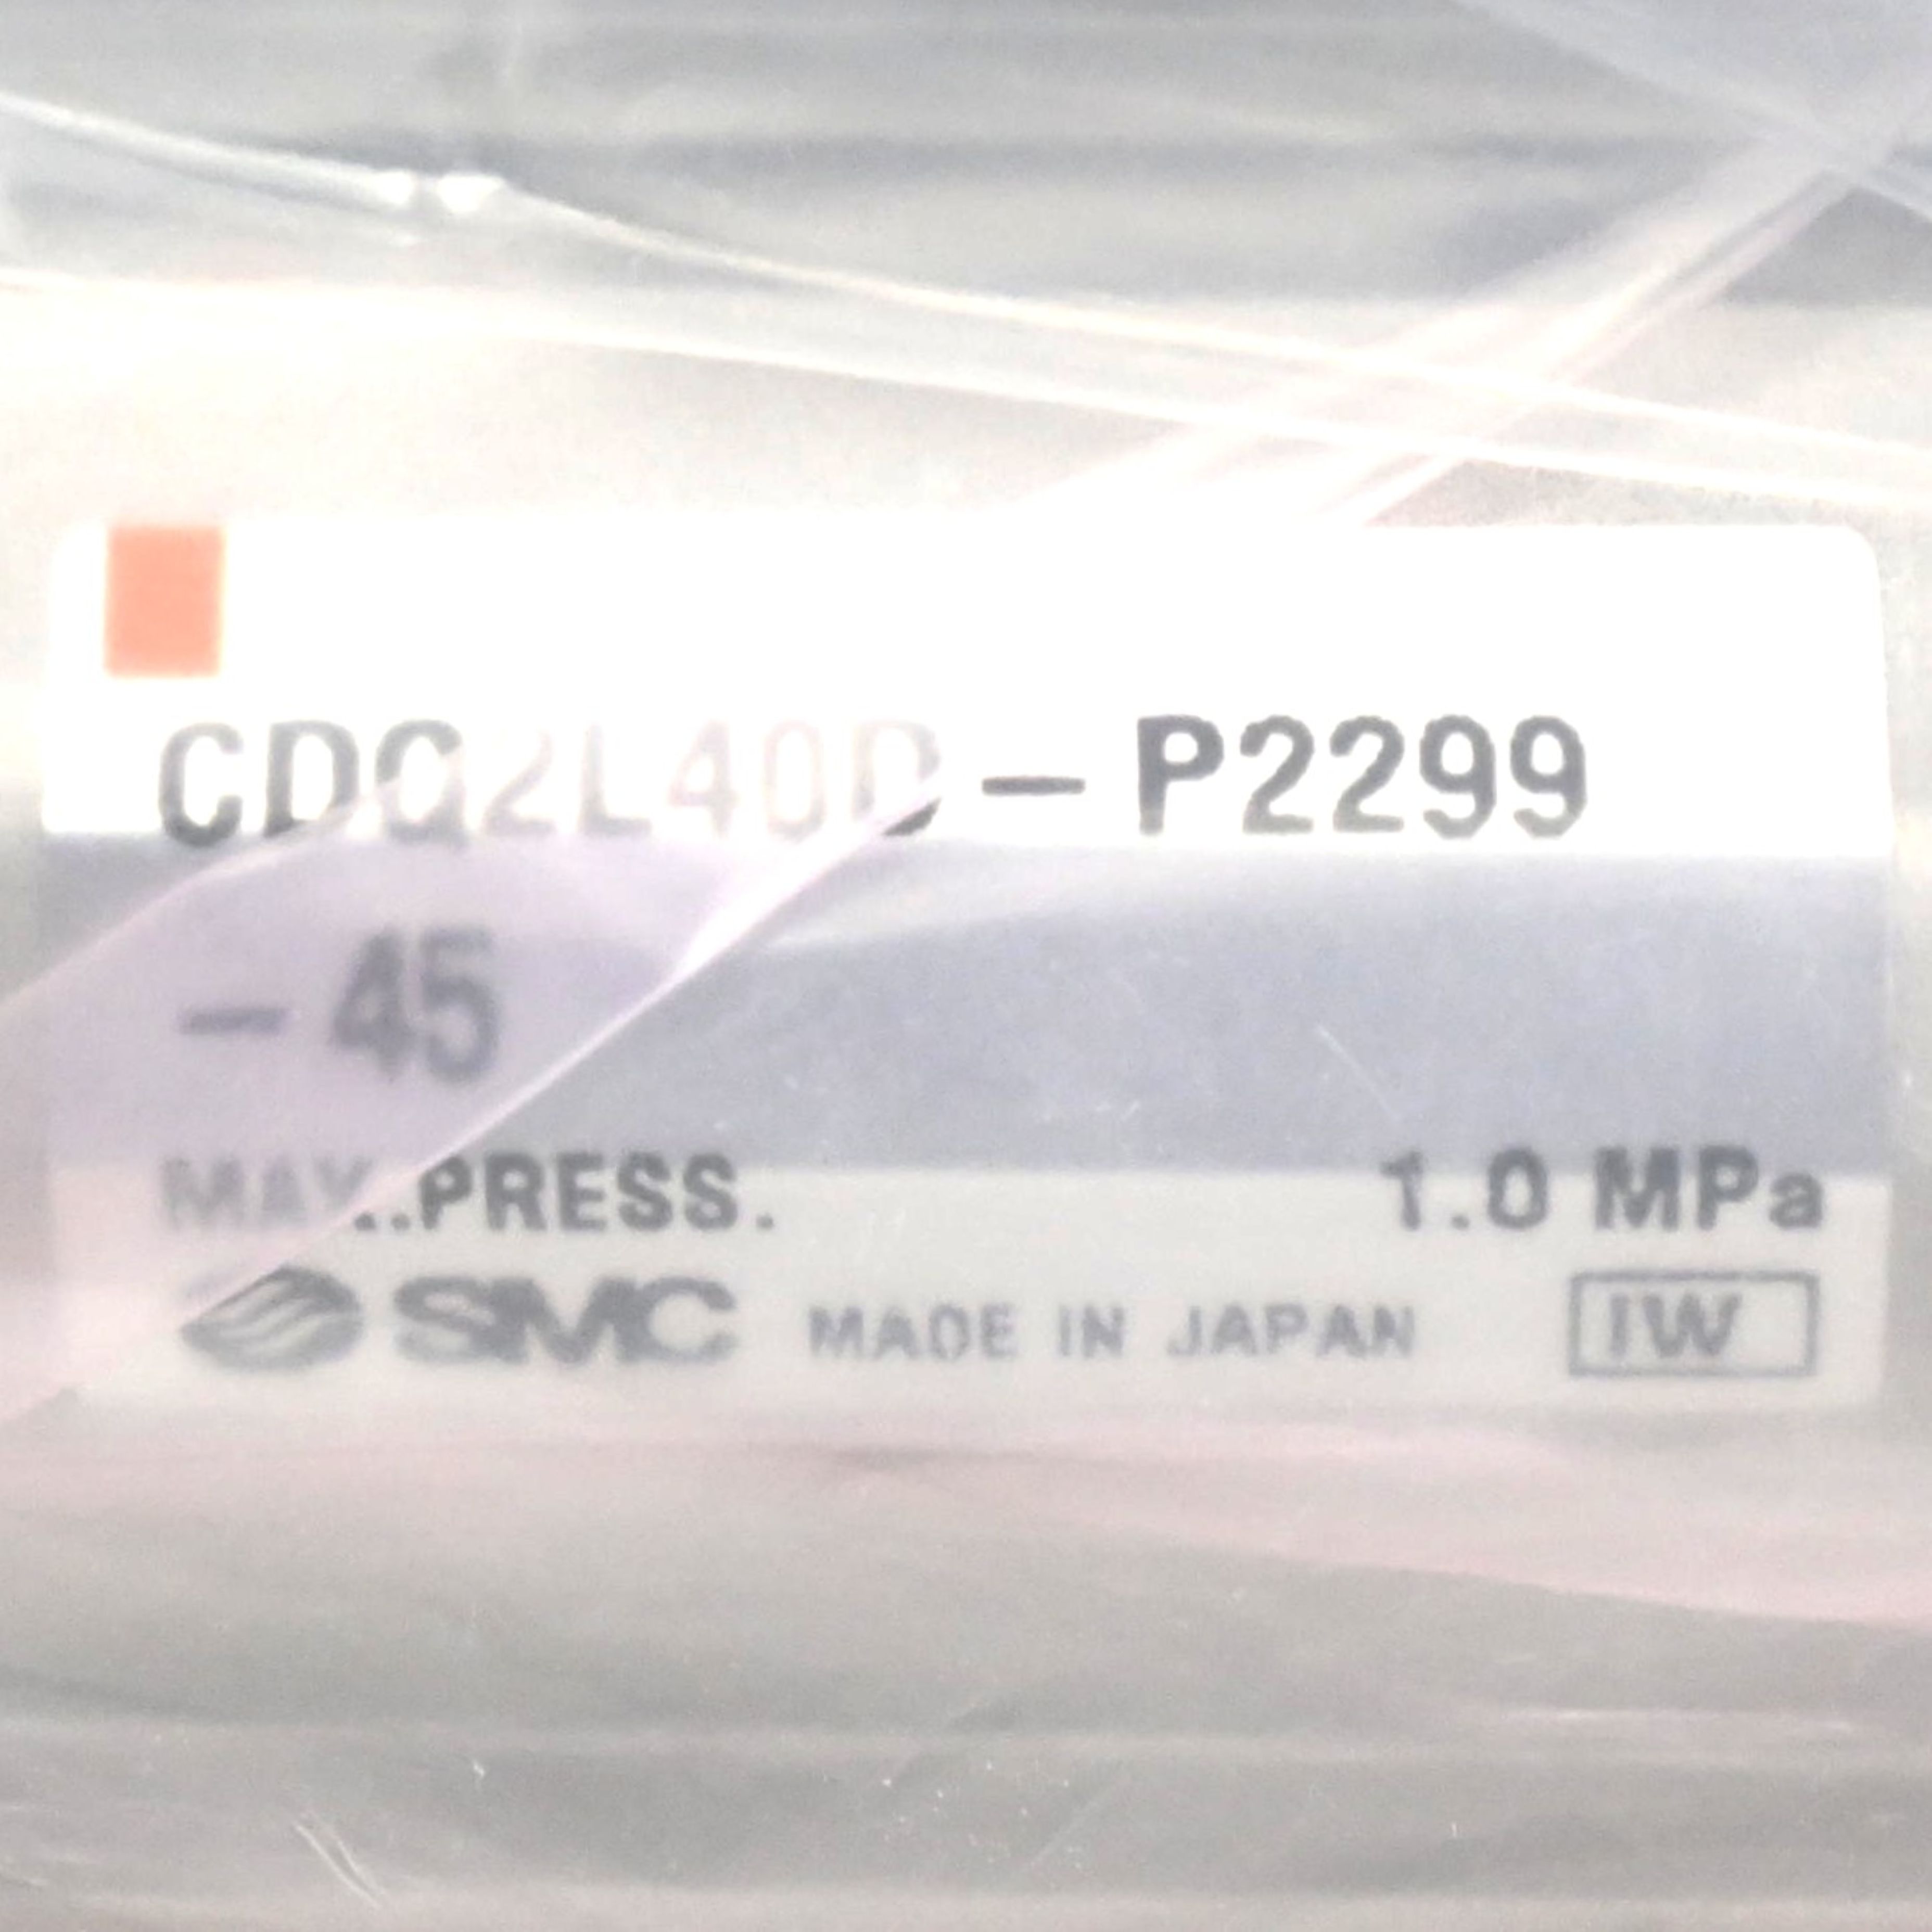 CDQ2L40D-P2299
-45
MAX.PRESS. 1.0 MPa
SMC MADE IN JAPAN IW